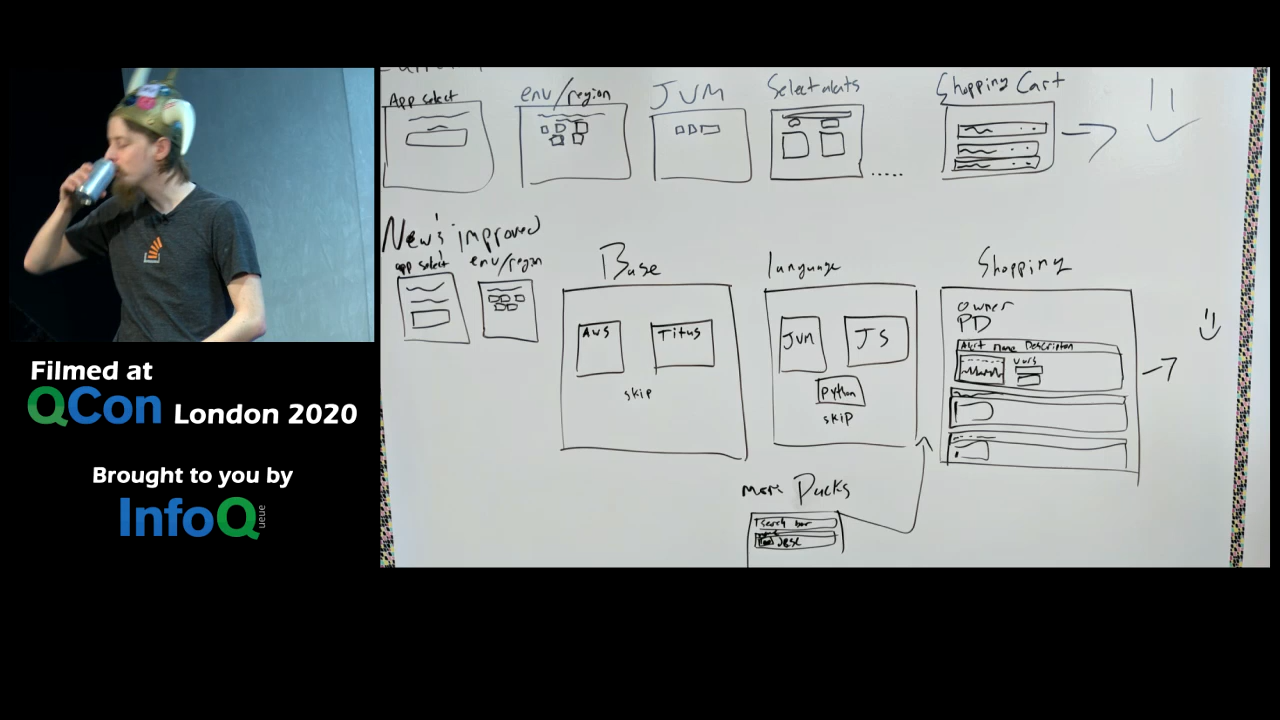 App select
env/region
JVM
Select alerts
Shopping Cart
New & improved
app select
env/region
Base
AWS
Titus
skip
language
JVM
JS
Python
skip
Shopping
owner
PD
Alert Name Description
vars
more Packs
search bar
Filmed at
QCon London 2020
Brought to you by
InfoQ
queue